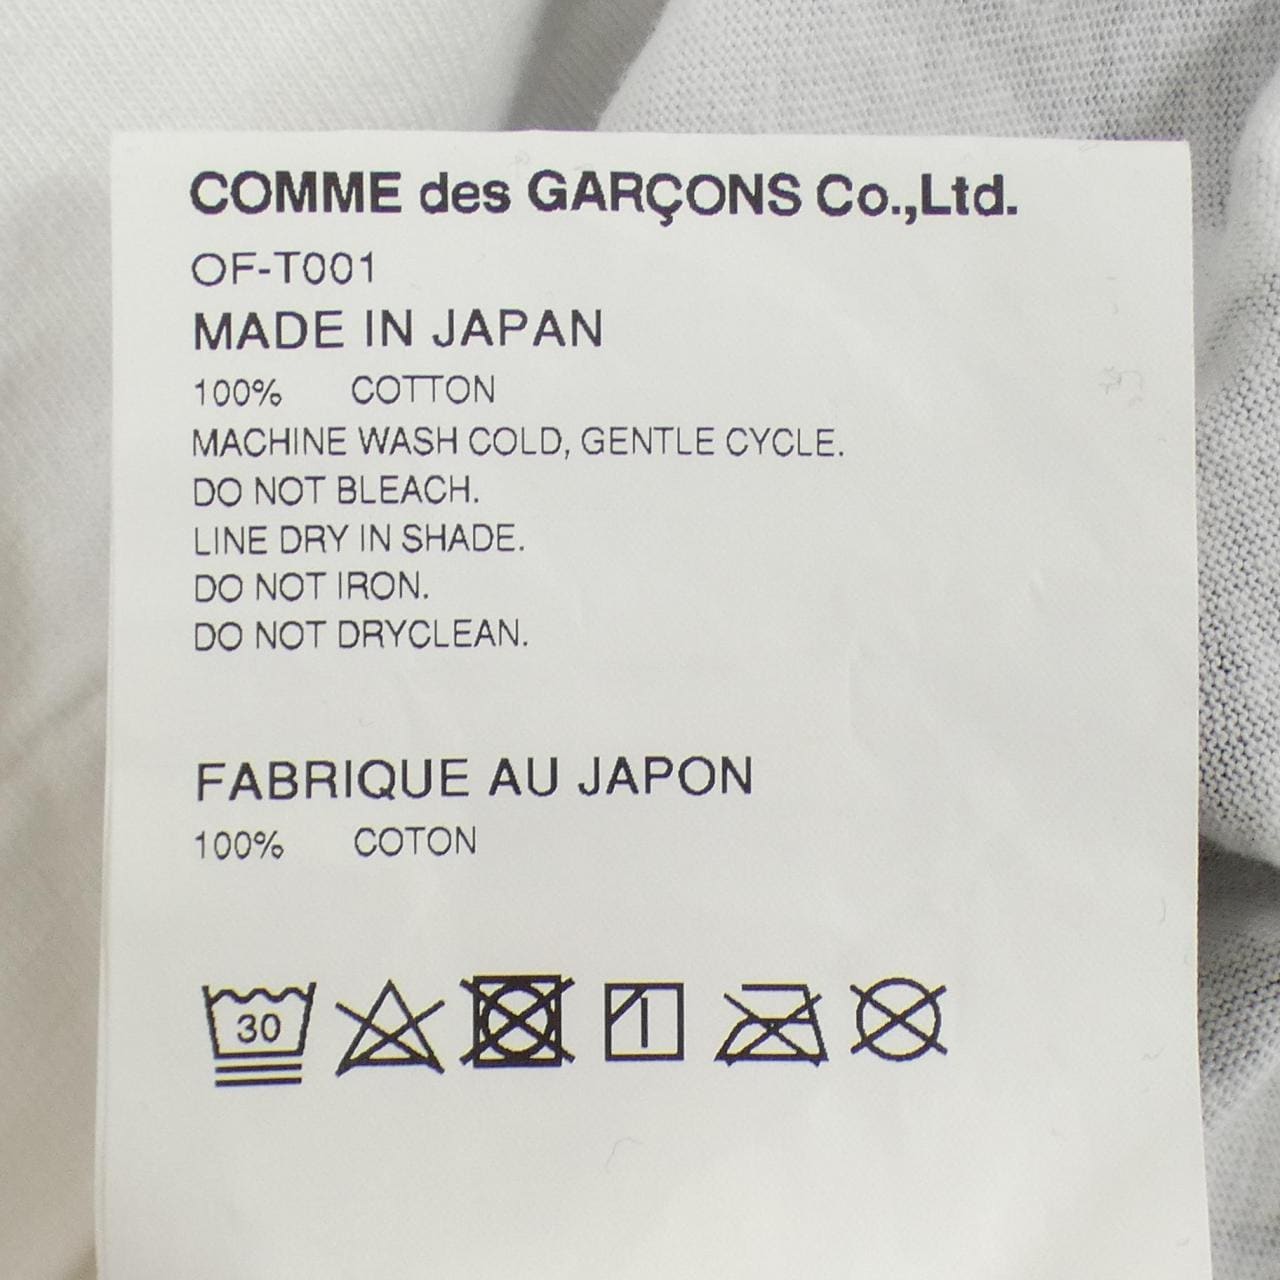 COMME des GARÇONS Co.,Ltd.
OF-T001
MADE IN JAPAN
100% COTTON
MACHINE WASH COLD, GENTLE CYCLE.
DO NOT BLEACH.
LINE DRY IN SHADE.
DO NOT IRON.
DO NOT DRYCLEAN.
FABRIQUE AU JAPON
100% COTON
30